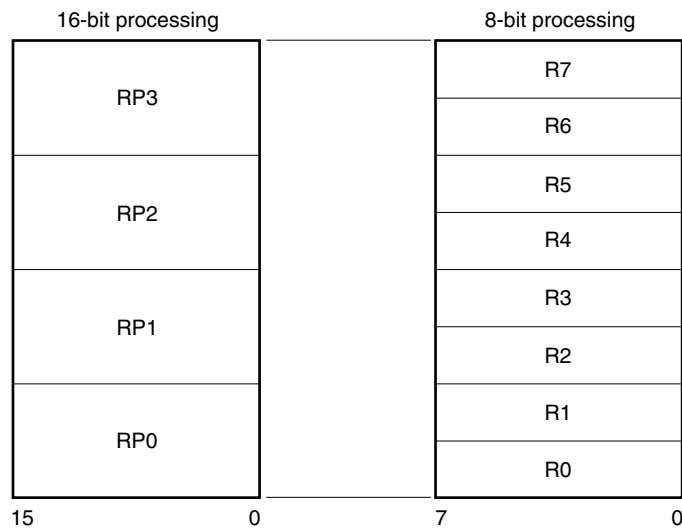 16-bit processing
8-bit processing
RP3
RP2
RP1
RP0
R7
R6
R5
R4
R3
R2
R1
R0
15
0
7
0